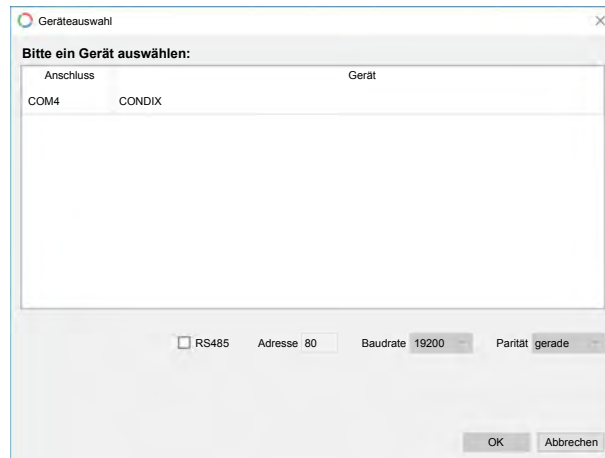 Geräteauswahl
Bitte ein Gerät auswählen:
Anschluss Gerät
COM4 CONDIX
RS485 Adresse 80 Baudrate 19200 Parität gerade
OK Abbrechen